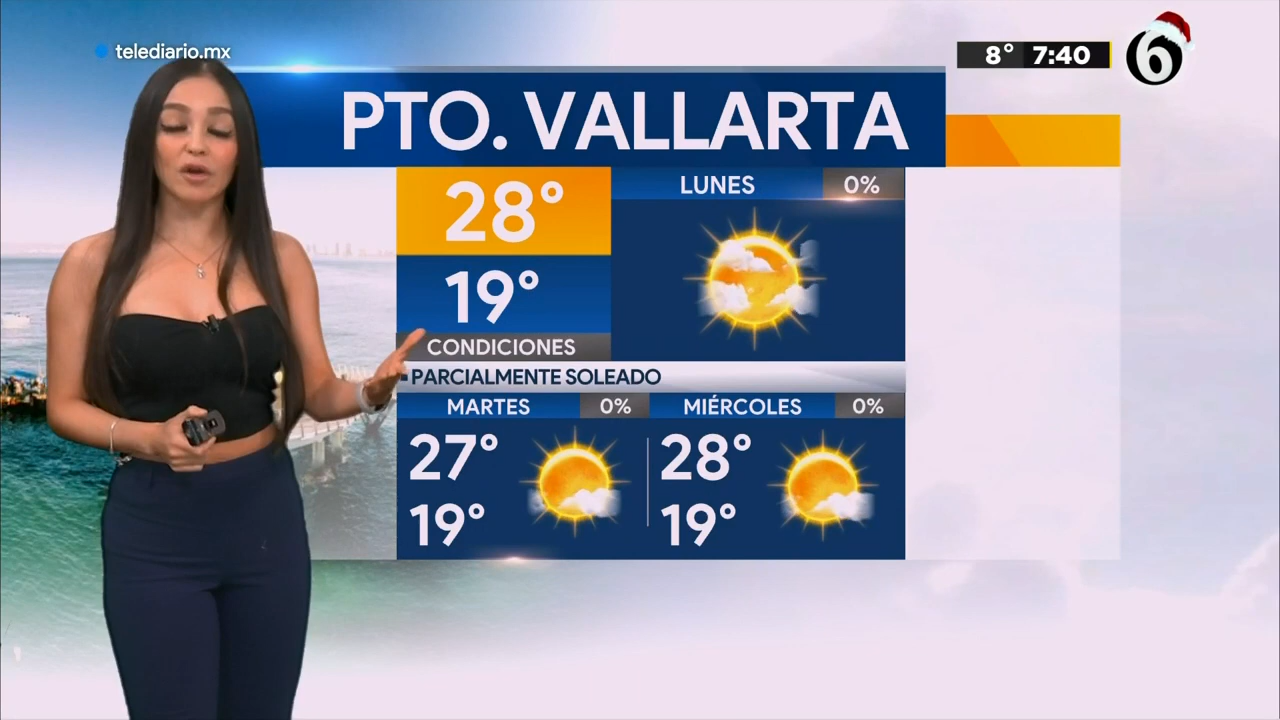 telediario.mx
8° 7:40
6
PTO. VALLARTA
28°
19°
LUNES 0%
CONDICIONES
PARCIALMENTE SOLEADO
MARTES 0%
27°
19°
MIÉRCOLES 0%
28°
19°